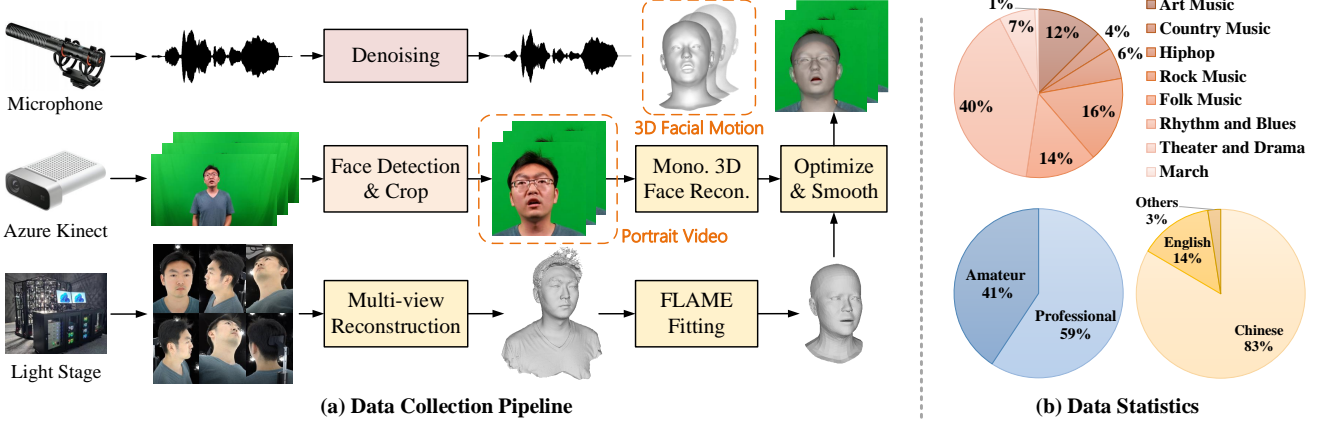 Microphone
Denoising
3D Facial Motion
Azure Kinect
Face Detection
& Crop
Portrait Video
Mono. 3D
Face Recon.
Optimize
& Smooth
Light Stage
Multi-view
Reconstruction
FLAME
Fitting
(a) Data Collection Pipeline
1%
7%
12%
4%
6%
16%
14%
40%
Art Music
Country Music
Hiphop
Rock Music
Folk Music
Rhythm and Blues
Theater and Drama
March
Amateur
41%
Professional
59%
Others
3%
English
14%
Chinese
83%
(b) Data Statistics